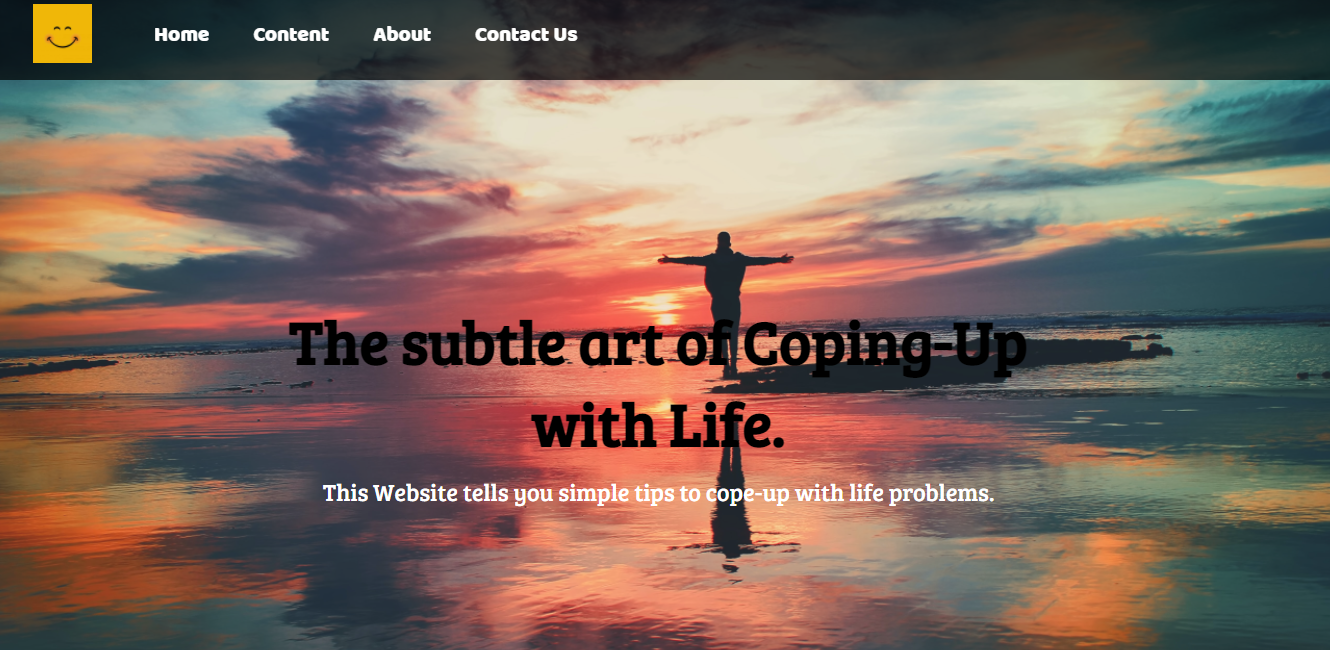 Home Content About Contact Us
The subtle art of Coping-Up
with Life.
This Website tells you simple tips to cope-up with life problems.